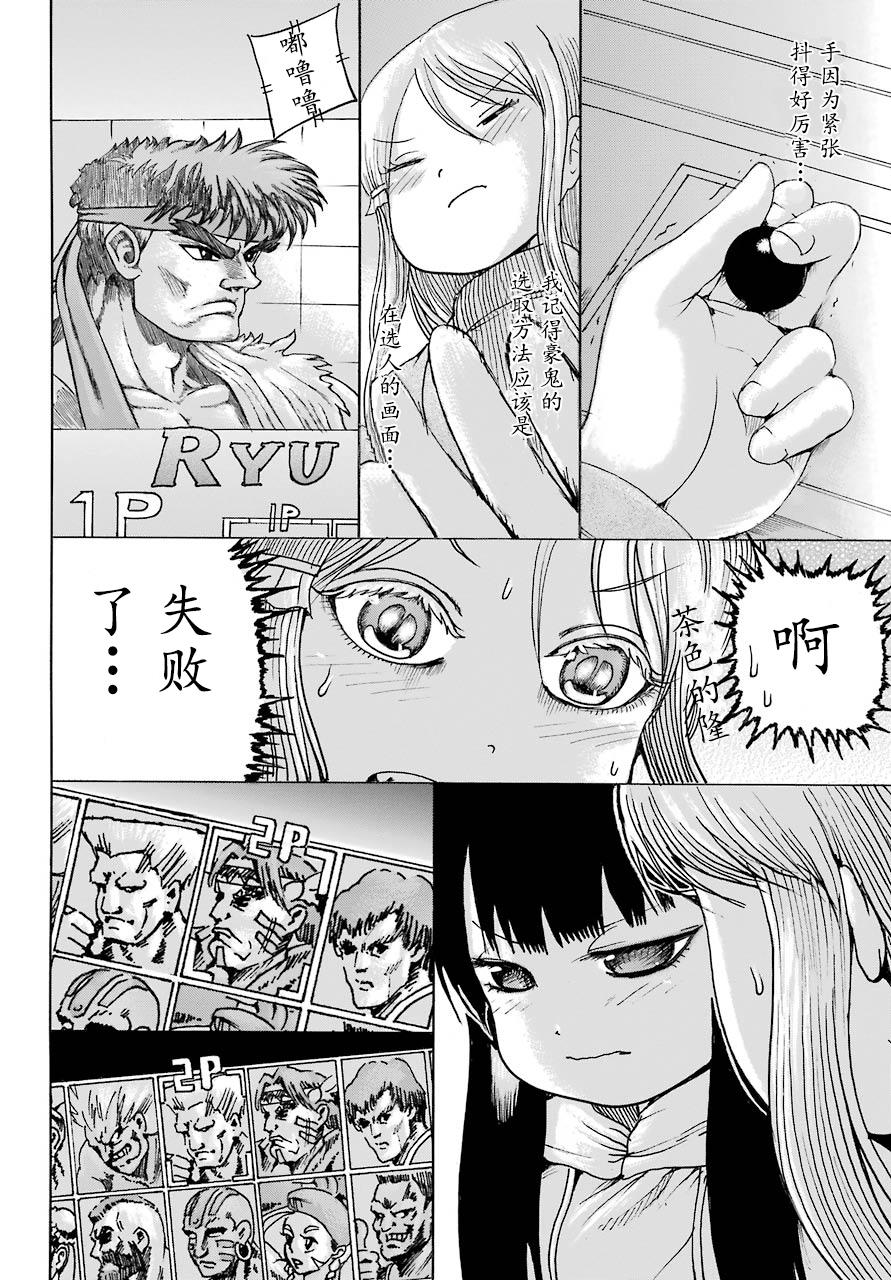 手因为紧张
抖得好厉害…
我记得豪鬼的
选取方法应该是
在选人的画面…
嘟噜噜
RYU
1P
1P
啊
茶色的隆
失败
了…
2P
2P